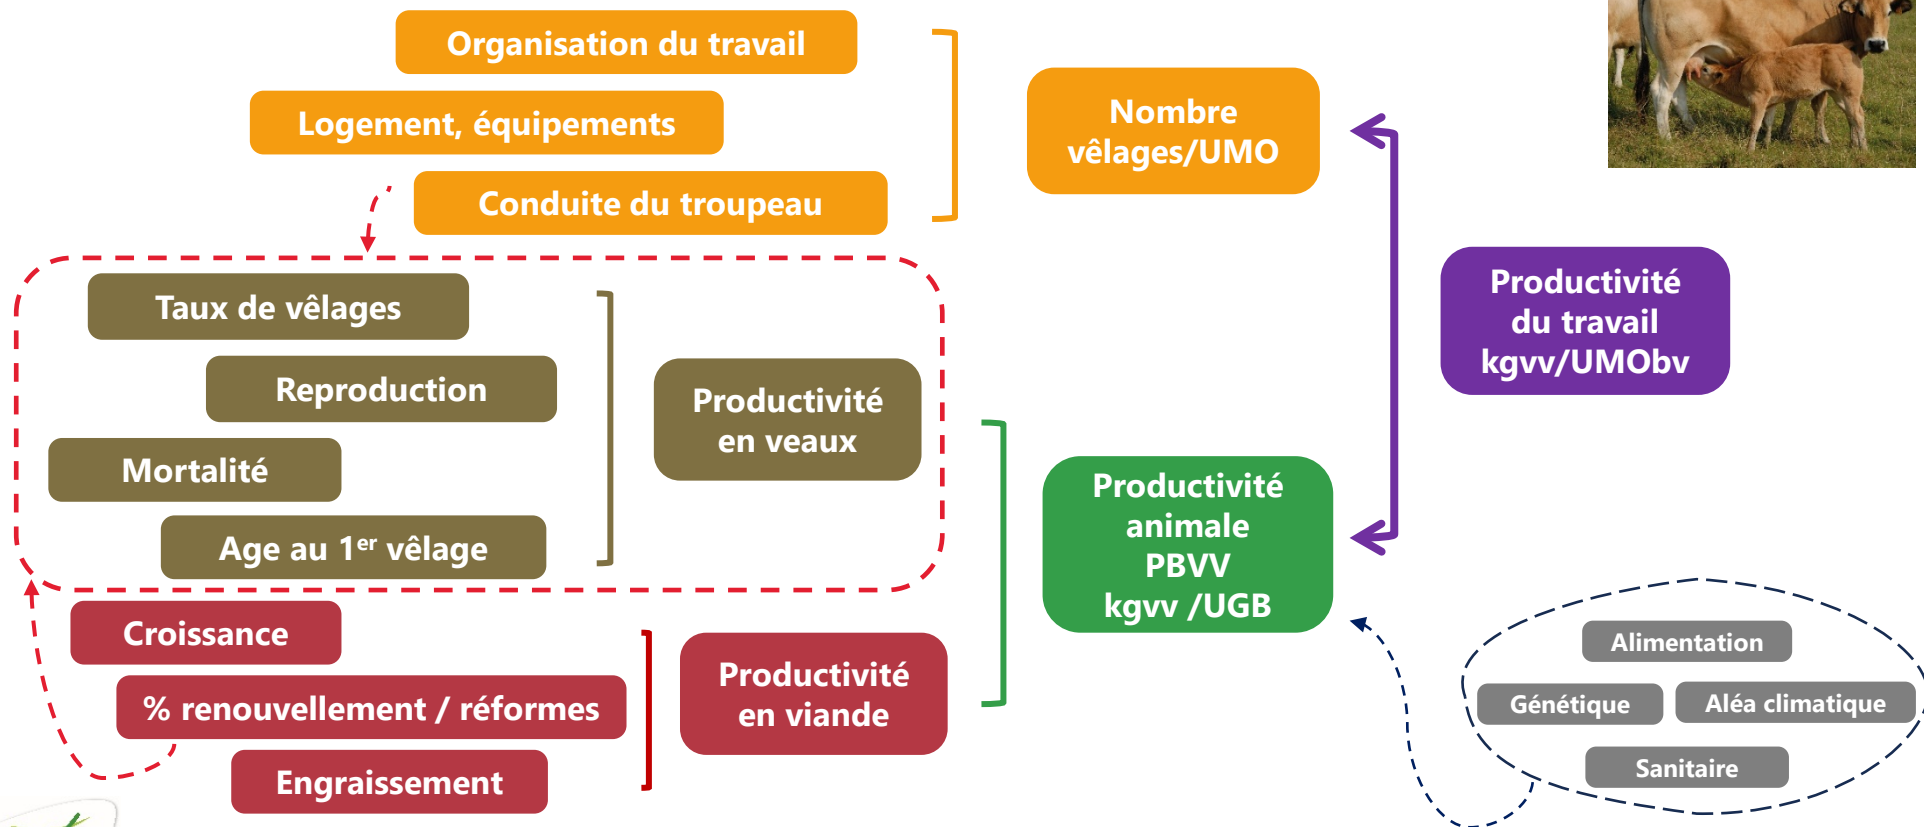 Organisation du travail
Logement, équipements
Conduite du troupeau
Nombre
vêlages/UMO
Productivité
du travail
kgvv/UMObv
Taux de vêlages
Reproduction
Mortalité
Age au 1er vêlage
Productivité
en veaux
Productivité
animale
PBVV
kgvv /UGB
Croissance
% renouvellement / réformes
Engraissement
Productivité
en viande
Alimentation
Génétique
Aléa climatique
Sanitaire